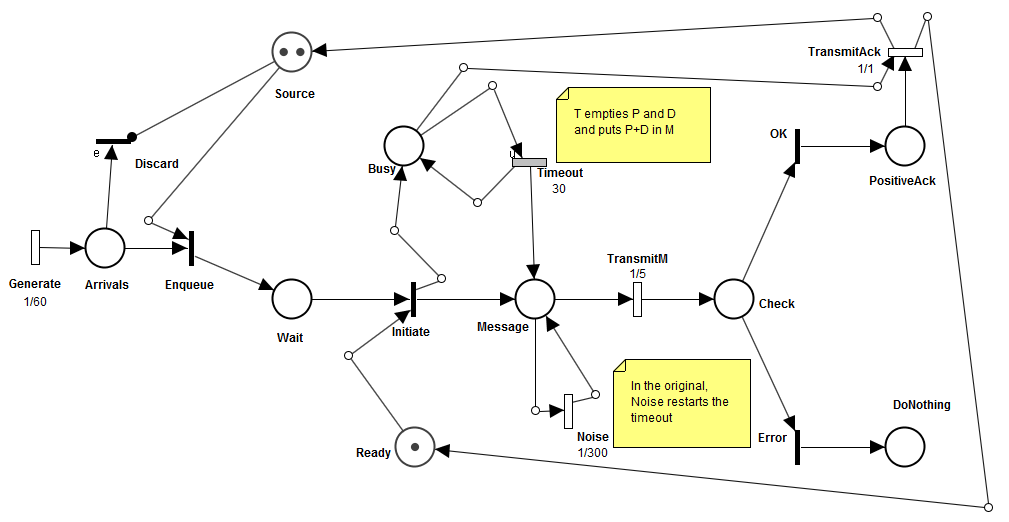 TransmitAck
1/1
Source
T empties P and D
and puts P+D in M
OK
e
Discard
Busy
u
Timeout
30
PositiveAck
Generate
1/60
Arrivals
Enqueue
TransmitM
1/5
Wait
Initiate
Message
Check
In the original,
Noise restarts the
timeout
DoNothing
Ready
Noise
1/300
Error